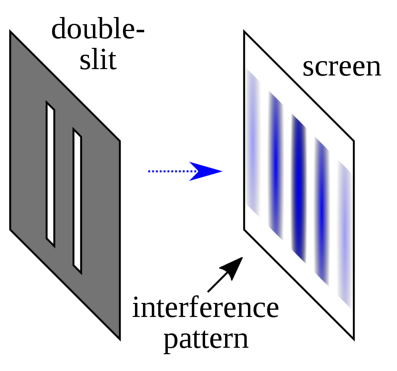 double-
slit
screen
interference
pattern